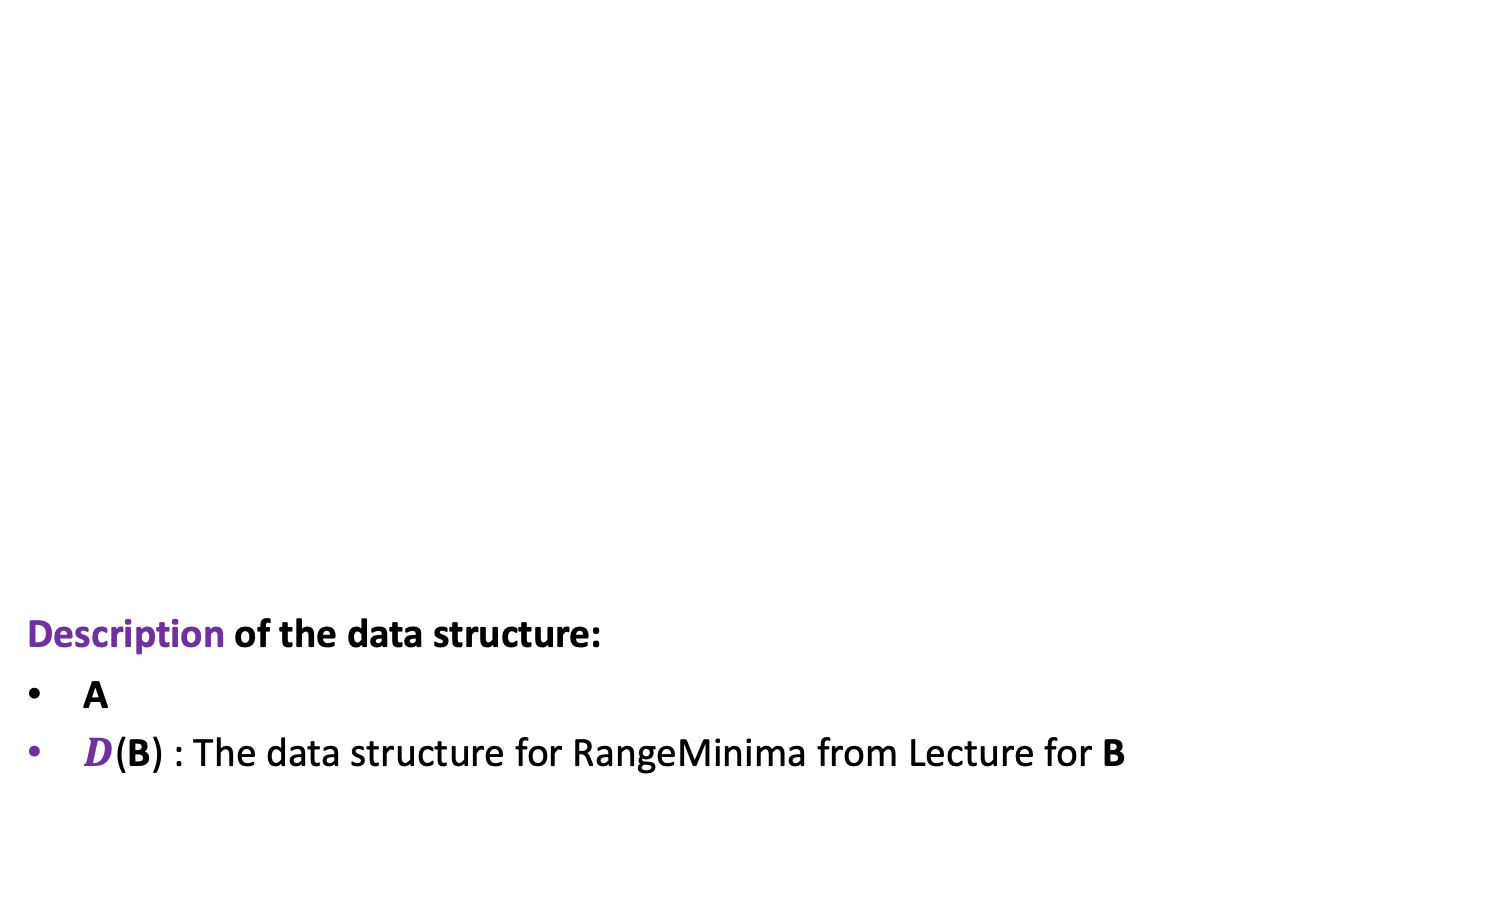 Description of the data structure:
• A
• D(B) : The data structure for RangeMinima from Lecture for B